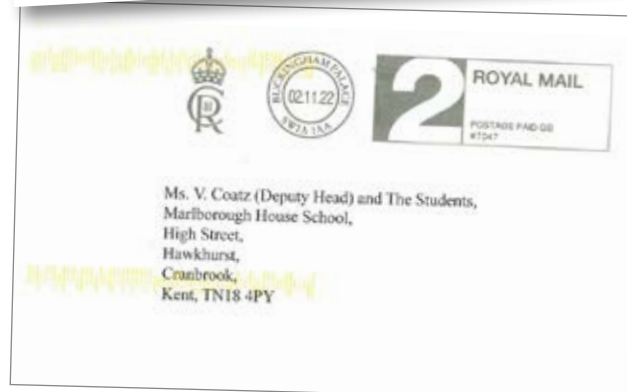 BUCKINGHAM PALACE
02.11.22
SW1A 1AA
2
ROYAL MAIL
POSTAGE PAID GB
Ms. V. Coatz (Deputy Head) and The Students,
Marlborough House School,
High Street,
Hawkhurst,
Cranbrook,
Kent, TN18 4PY